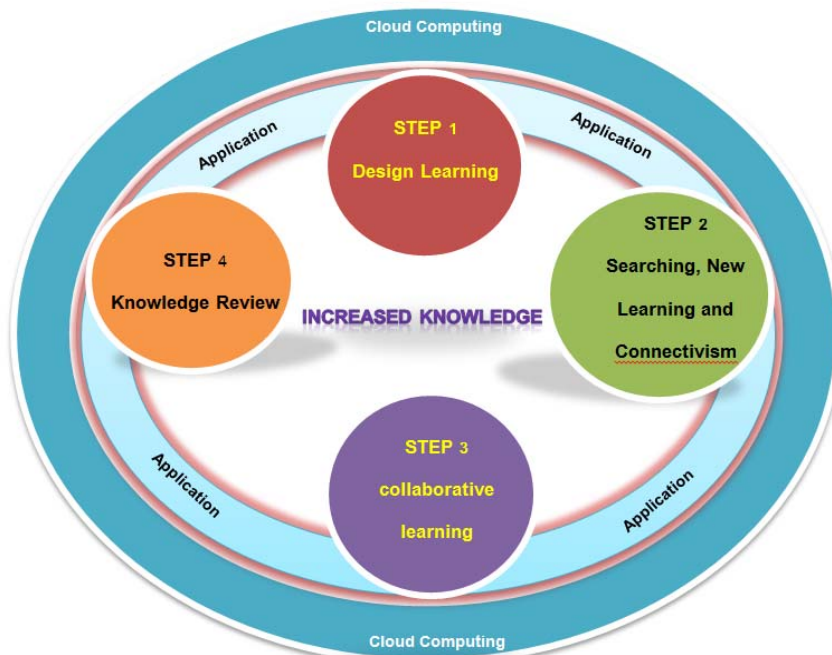 Cloud Computing
Application
Application
STEP 1
Design Learning
STEP 2
Searching, New
Learning and
Connectivism
STEP 4
Knowledge Review
INCREASED KNOWLEDGE
STEP 3
collaborative
learning
Application
Application
Cloud Computing